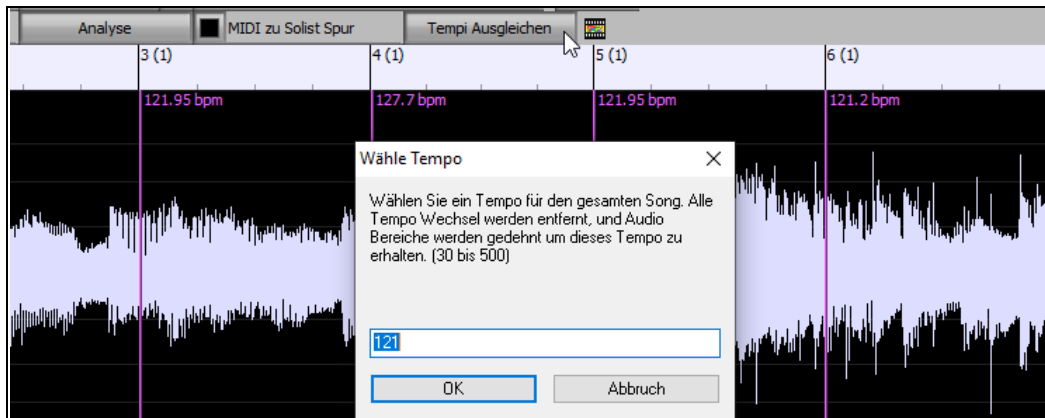 Analyse MIDI zu Solist Spur Tempi Ausgleichen
3 (1) 4 (1) 5 (1) 6 (1)
121.95 bpm 127.7 bpm 121.95 bpm 121.2 bpm
Wähle Tempo
Wählen Sie ein Tempo für den gesamten Song. Alle
Tempo Wechsel werden entfernt, und Audio
Bereiche werden gedehnt um dieses Tempo zu
erhalten. (30 bis 500)
121
OK Abbruch